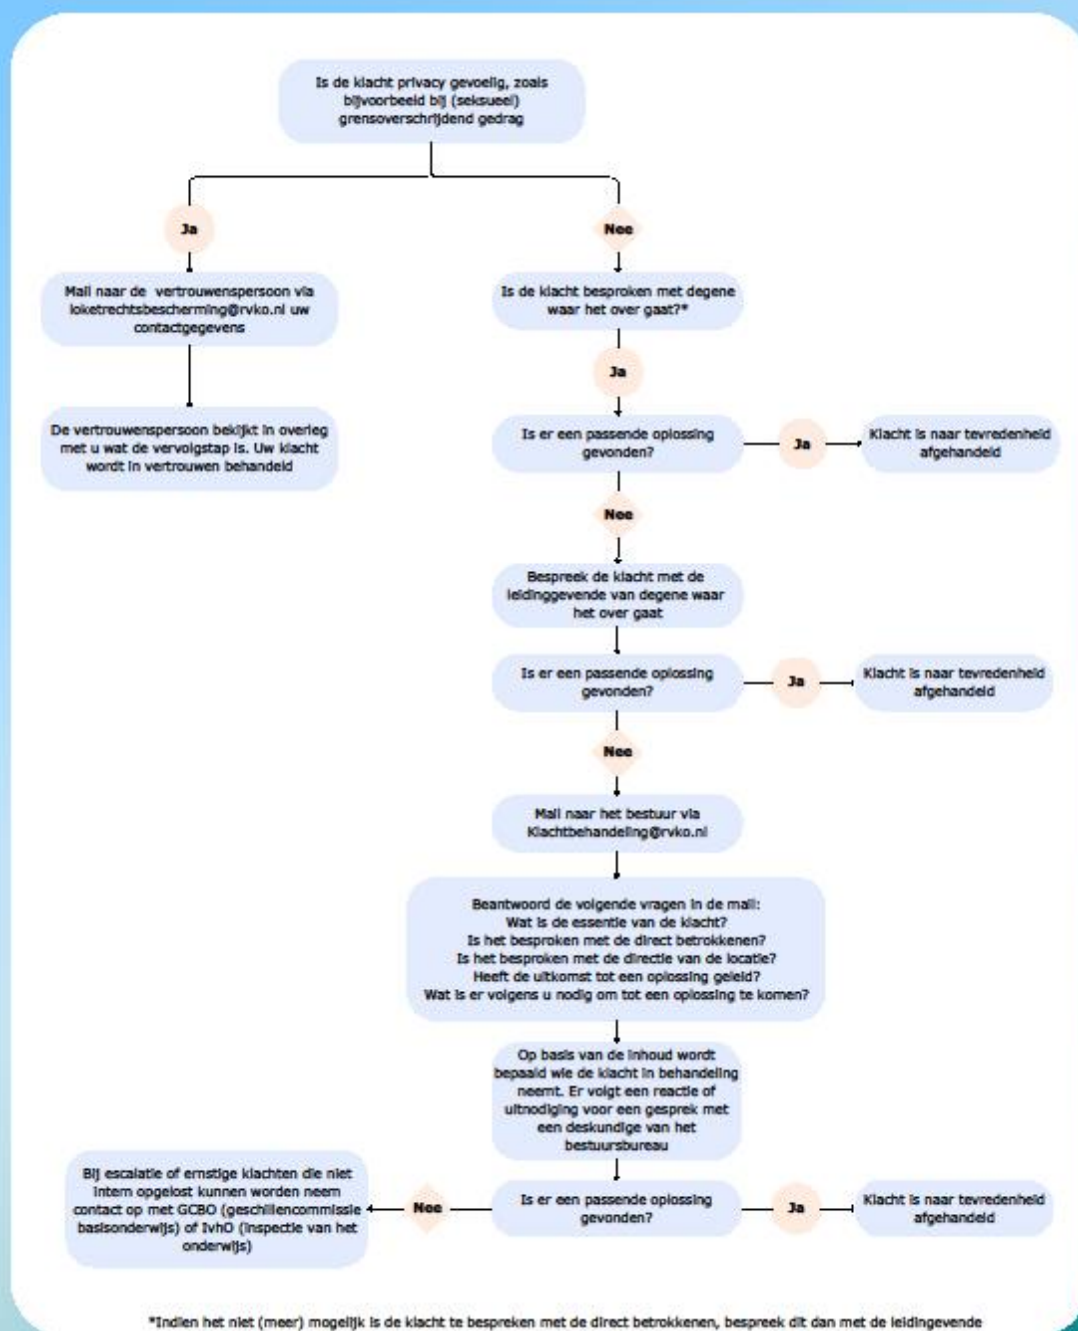 Is de klacht privacy gevoelig, zoals
bijvoorbeeld bij (seksueel)
grensoverschrijdend gedrag
Ja
Nee
Mail naar de vertrouwenspersoon via
loketrechtsbescherming@rvko.nl uw
contactgegevens
Is de klacht besproken met degene
waar het over gaat?*
Ja
De vertrouwenspersoon bekijkt in overleg
met u wat de vervolgstap is. Uw klacht
wordt in vertrouwen behandeld
Is er een passende oplossing
gevonden?
Ja
Klacht is naar tevredenheid
afgehandeld
Nee
Bespreek de klacht met de
leidinggevende van degene waar
het over gaat
Is er een passende oplossing
gevonden?
Ja
Klacht is naar tevredenheid
afgehandeld
Nee
Mail naar het bestuur via
Klachtbehandeling@rvko.nl
Beantwoord de volgende vragen in de mail:
Wat is de essentie van de klacht?
Is het besproken met de direct betrokkenen?
Is het besproken met de directie van de locatie?
Heeft de uitkomst tot een oplossing geleid?
Wat is er volgens u nodig om tot een oplossing te komen?
Op basis van de inhoud wordt
bepaald wie de klacht in behandeling
neemt. Er volgt een reactie of
uitnodiging voor een gesprek met
een deskundige van het
bestuursbureau
Bij escalatie of ernstige klachten die niet
intern opgelost kunnen worden neem
contact op met GCBO (geschillencommissie
basisonderwijs) of IvhO (inspectie van het
onderwijs)
Nee
Is er een passende oplossing
gevonden?
Ja
Klacht is naar tevredenheid
afgehandeld
*Indien het niet (meer) mogelijk is de klacht te bespreken met de direct betrokkenen, bespreek dit dan met de leidingevende